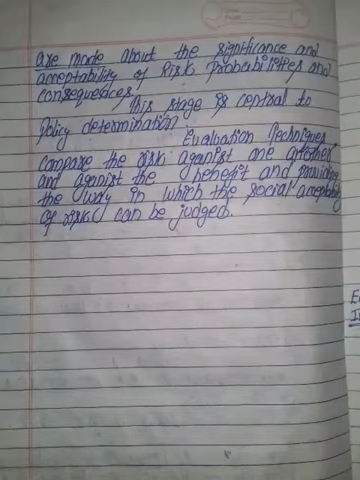 are made about the significance and
acceptability of Risk Probabilities and
consequences.
This stage is central to
Policy determination.
Evaluation Techniques
compare the risk aganist one another
and aganist the benefit and providing
the way in which the social acceptability
of risk can be judged.